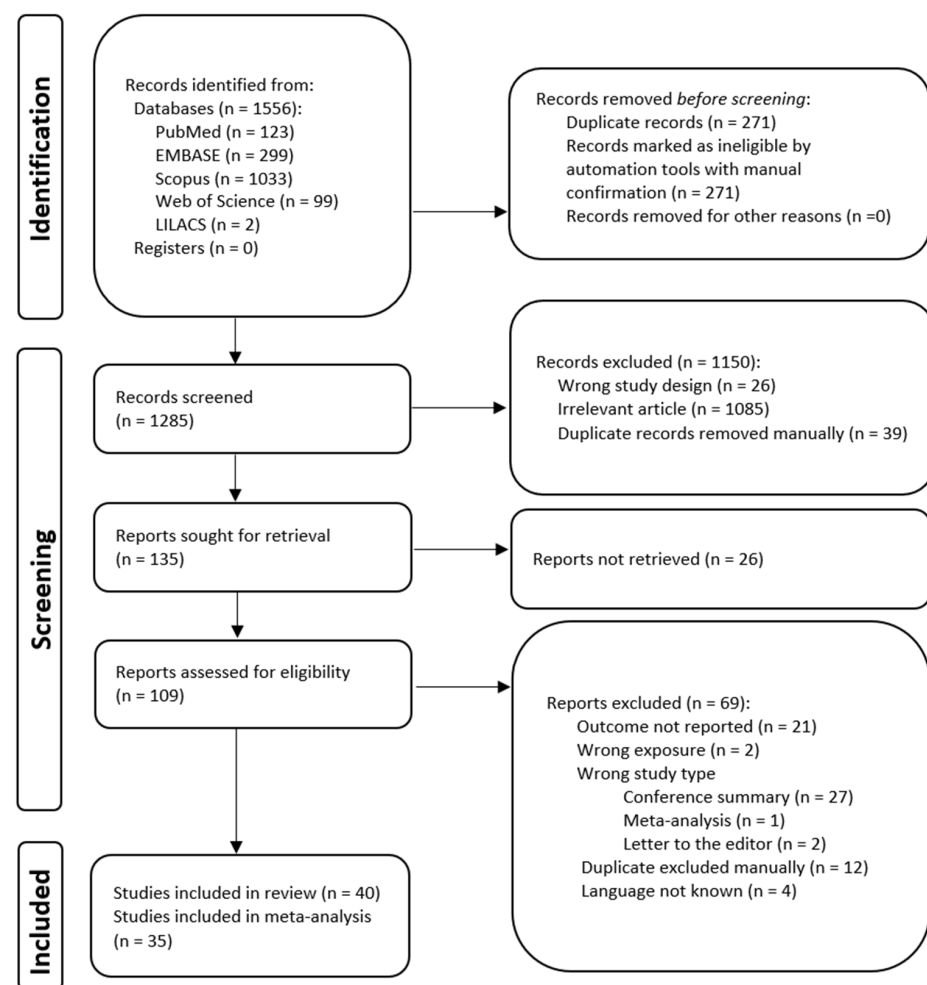 Identification
Records identified from:
Databases (n = 1556):
PubMed (n = 123)
EMBASE (n = 299)
Scopus (n = 1033)
Web of Science (n = 99)
LILACS (n = 2)
Registers (n = 0)
Records removed before screening:
Duplicate records (n = 271)
Records marked as ineligible by
automation tools with manual
confirmation (n = 271)
Records removed for other reasons (n =0)
Screening
Records screened
(n = 1285)
Records excluded (n = 1150):
Wrong study design (n = 26)
Irrelevant article (n = 1085)
Duplicate records removed manually (n = 39)
Reports sought for retrieval
(n = 135)
Reports not retrieved (n = 26)
Reports assessed for eligibility
(n = 109)
Reports excluded (n = 69):
Outcome not reported (n = 21)
Wrong exposure (n = 2)
Wrong study type
Conference summary (n = 27)
Meta-analysis (n = 1)
Letter to the editor (n = 2)
Duplicate excluded manually (n = 12)
Language not known (n = 4)
Included
Studies included in review (n = 40)
Studies included in meta-analysis
(n = 35)